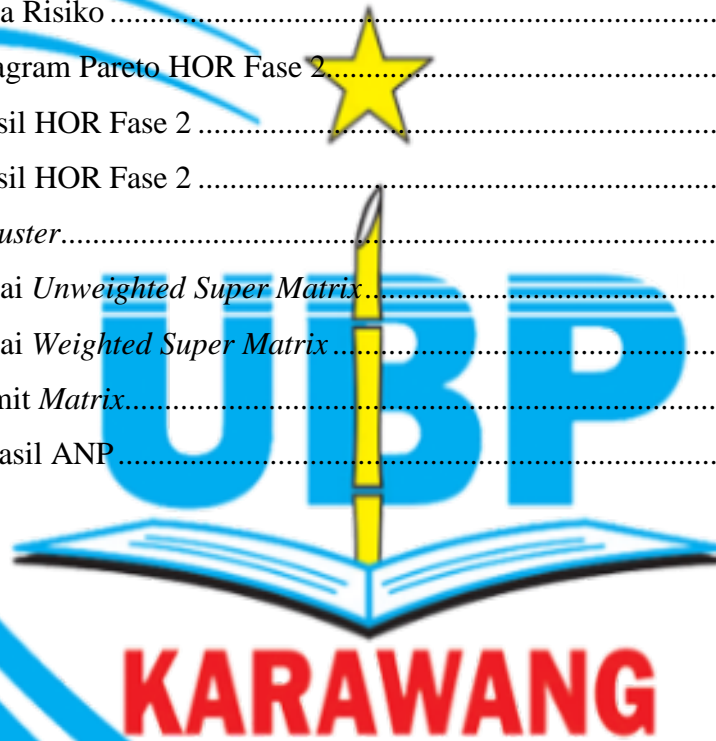 a Risiko ........................................................................
agram Pareto HOR Fase 2................................................
sil HOR Fase 2 ................................................................
sil HOR Fase 2 ................................................................
uster.................................................................................
ai Unweighted Super Matrix...........................................
ai Weighted Super Matrix ...............................................
mit Matrix.........................................................................
asil ANP..........................................................................
UBP
KARAWANG